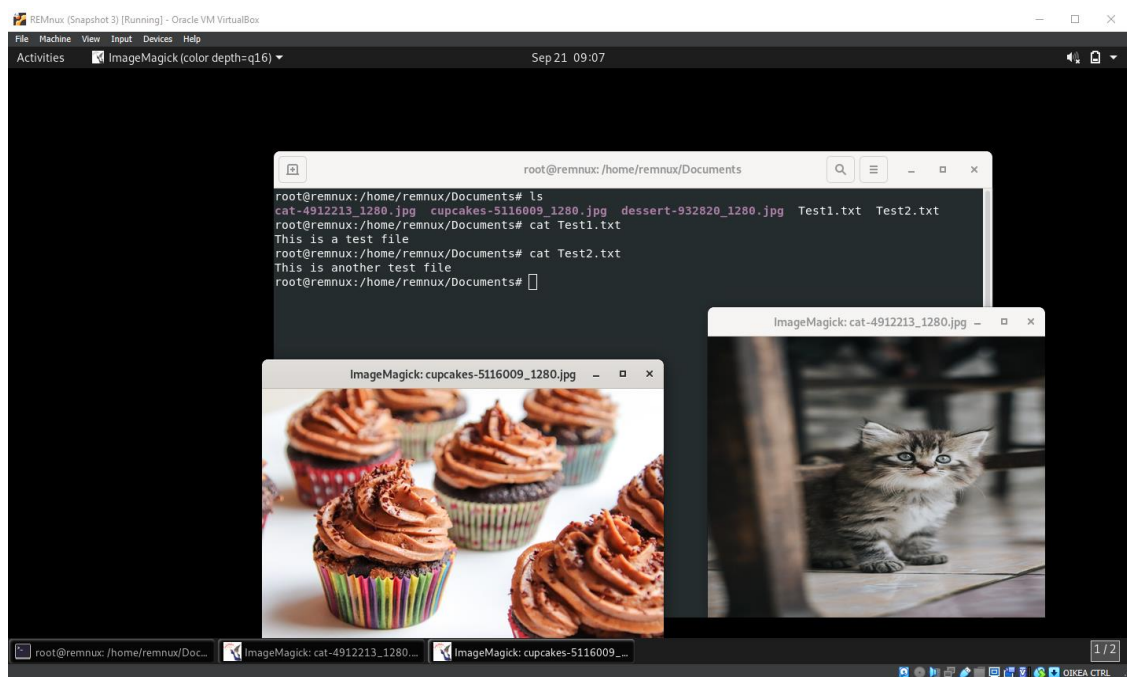 REMnux (Snapshot 3) [Running] - Oracle VM VirtualBox
File Machine View Input Devices Help
Activities ImageMagick (color depth=q16) Sep 21 09:07
root@remnux: /home/remnux/Documents
root@remnux:/home/remnux/Documents# ls
cat-4912213_1280.jpg cupcakes-5116009_1280.jpg dessert-932820_1280.jpg Test1.txt Test2.txt
root@remnux:/home/remnux/Documents# cat Test1.txt
This is a test file
root@remnux:/home/remnux/Documents# cat Test2.txt
This is another test file
root@remnux:/home/remnux/Documents#
ImageMagick: cat-4912213_1280.jpg
ImageMagick: cupcakes-5116009_1280.jpg
root@remnux: /home/remnux/Doc... ImageMagick: cat-4912213_1280.... ImageMagick: cupcakes-5116009_... 1 / 2
OIKEA CTRL